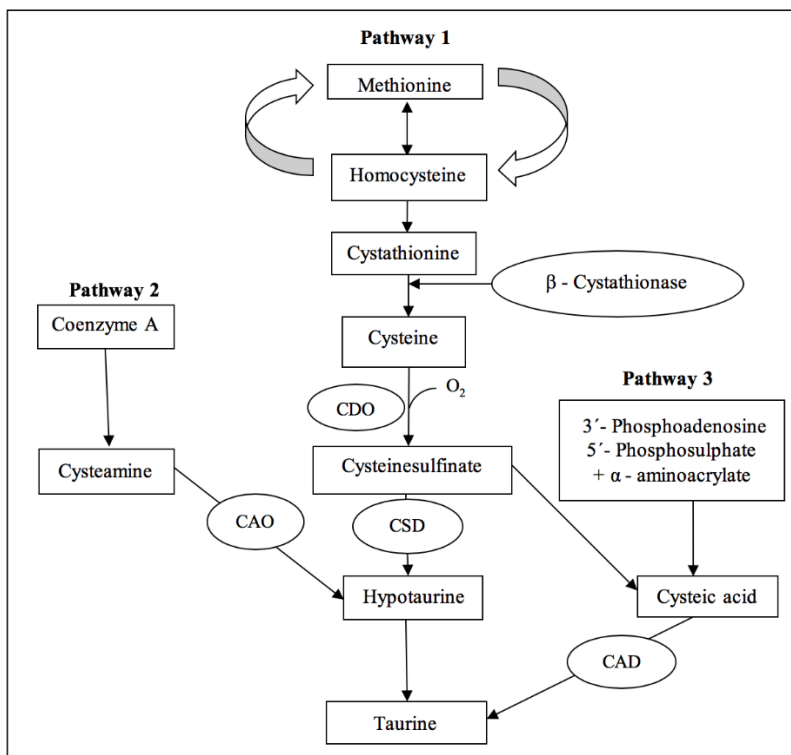 Pathway 1
Methionine
Homocysteine
Cystathionine
β - Cystathionase
Pathway 2
Coenzyme A
Cysteine
Pathway 3
CDO
O₂
3´- Phosphoadenosine
5´- Phosphosulphate
+ α - aminoacrylate
Cysteamine
Cysteinesulfinate
CAO
CSD
Hypotaurine
Cysteic acid
CAD
Taurine